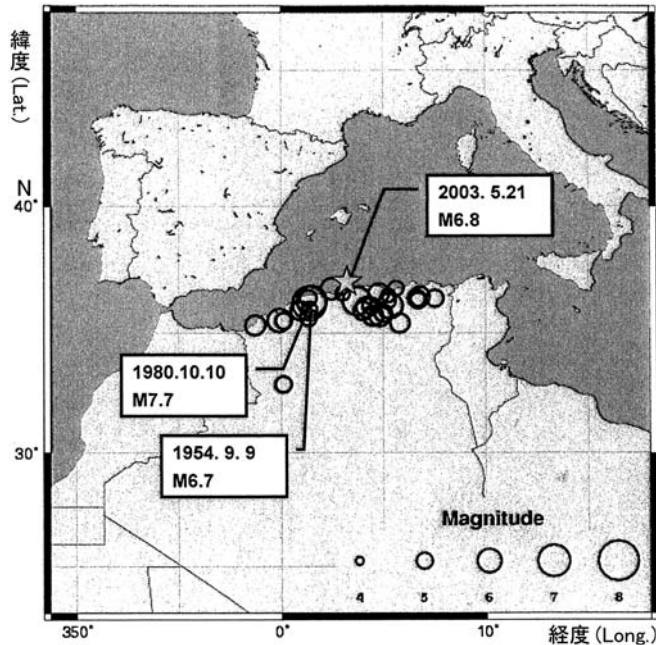 緯度 (Lat.)
N
40°
30°
2003. 5.21
M6.8
1980.10.10
M7.7
1954. 9. 9
M6.7
Magnitude
4 5 6 7 8
350° 0° 10° 経度 (Long.)